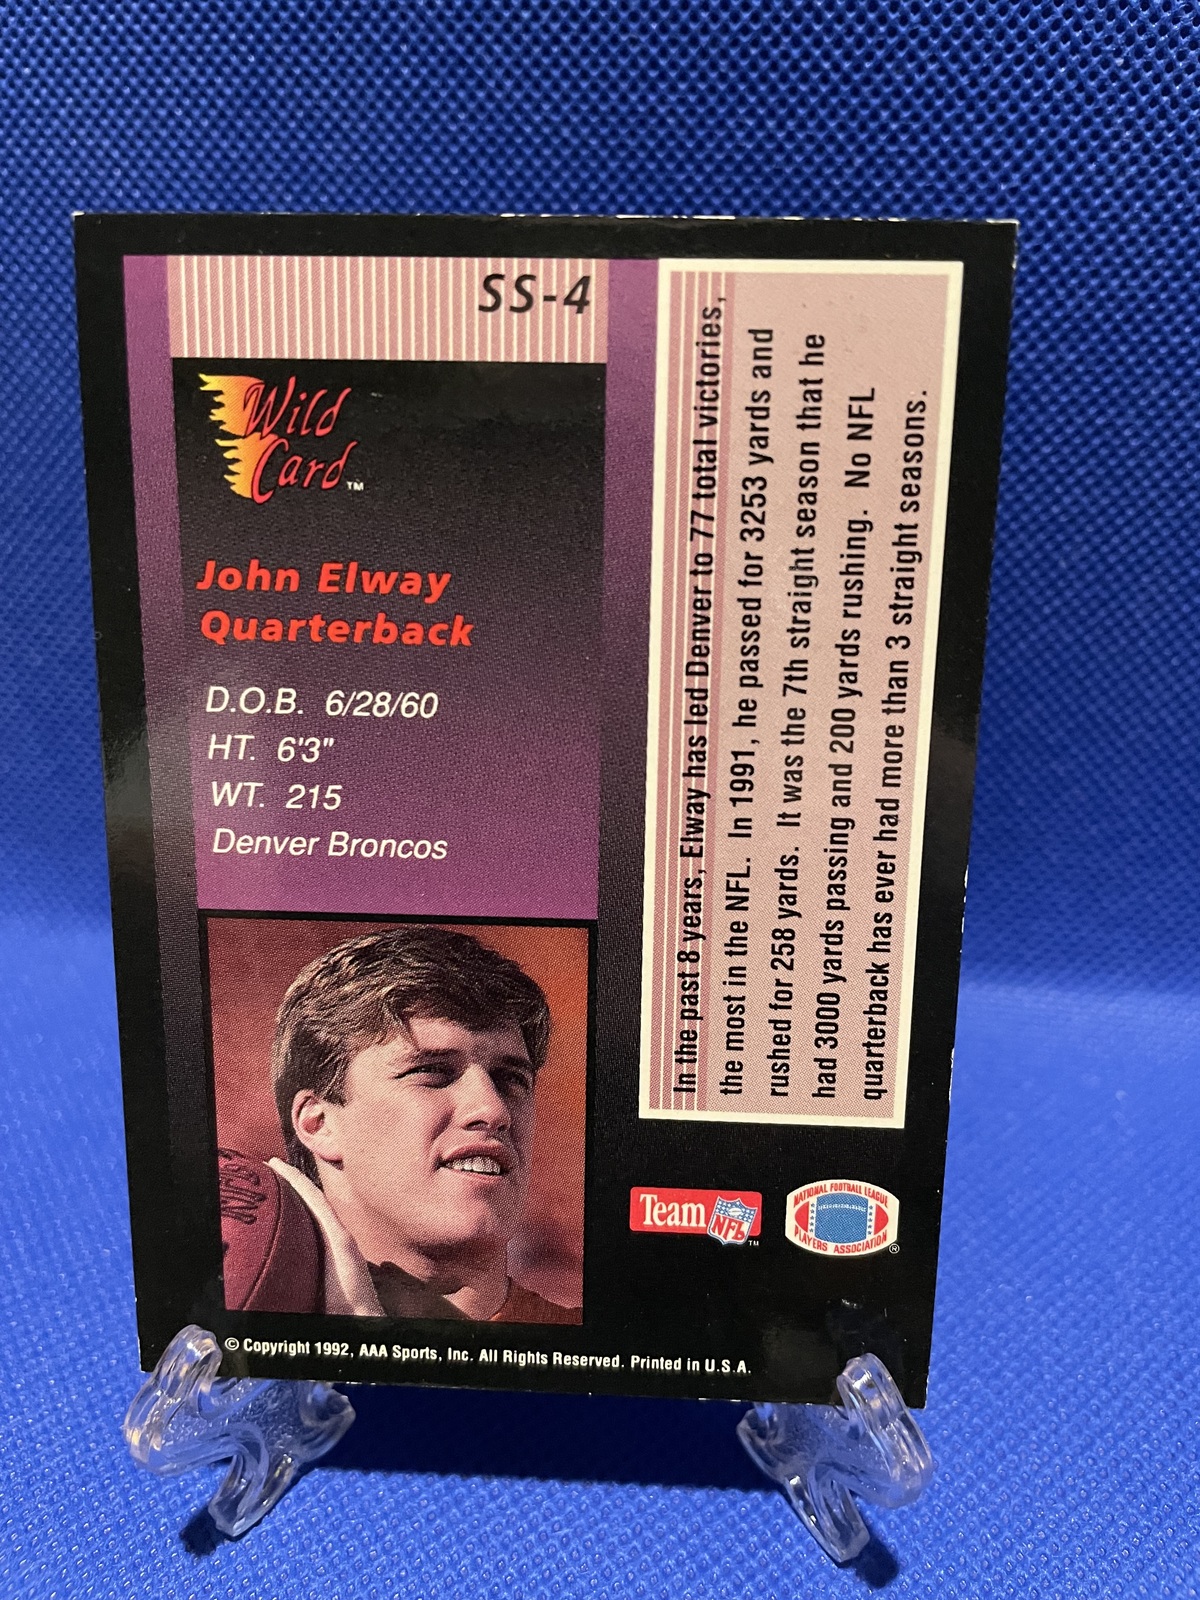 SS-4
Wild
Card™
John Elway
Quarterback
D.O.B. 6/28/60
HT. 6'3"
WT. 215
Denver Broncos
In the past 8 years, Elway has led Denver to 77 total victories,
the most in the NFL. In 1991, he passed for 3253 yards and
rushed for 258 yards. It was the 7th straight season that he
had 3000 yards passing and 200 yards rushing. No NFL
quarterback has ever had more than 3 straight seasons.
Team NFL™
NATIONAL FOOTBALL LEAGUE
PLAYERS ASSOCIATION®
© Copyright 1992, AAA Sports, Inc. All Rights Reserved. Printed in U.S.A.